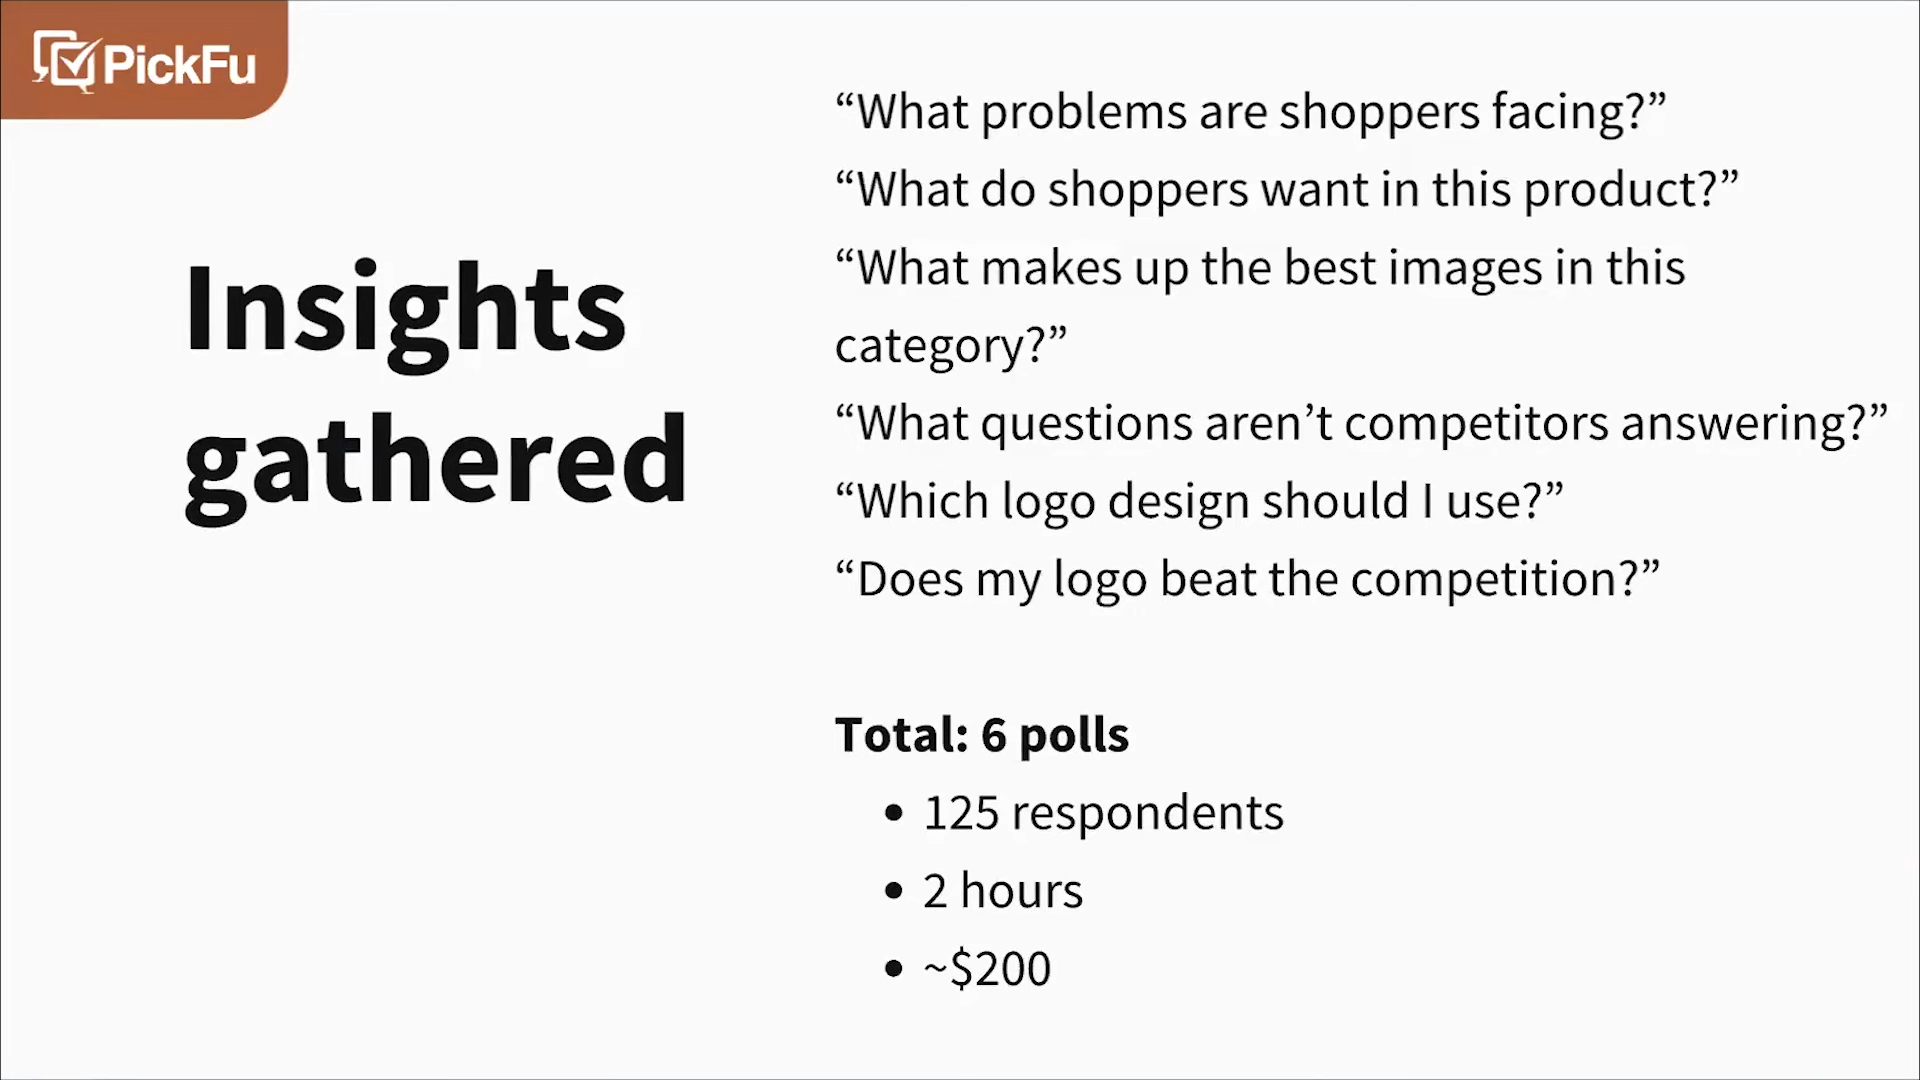 PickFu
Insights
gathered
“What problems are shoppers facing?”
“What do shoppers want in this product?”
“What makes up the best images in this
category?”
“What questions aren’t competitors answering?”
“Which logo design should I use?”
“Does my logo beat the competition?”
Total: 6 polls
• 125 respondents
• 2 hours
• ~$200